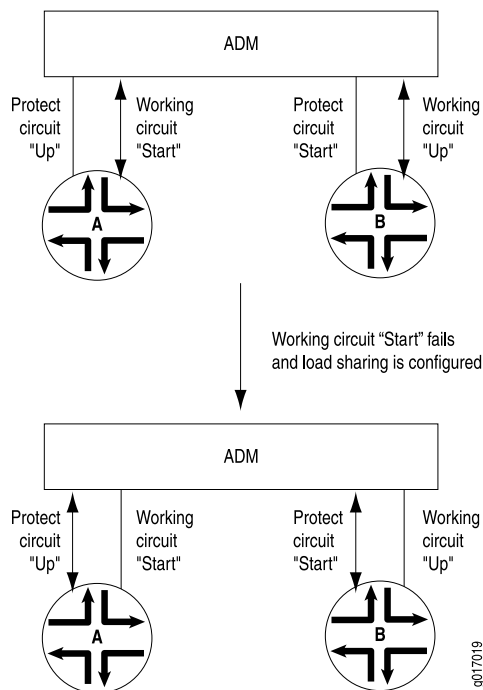 ADM
Protect
circuit
"Up"
Working
circuit
"Start"
Protect
circuit
"Start"
Working
circuit
"Up"
A
B
Working circuit “Start” fails
and load sharing is configured
ADM
Protect
circuit
"Up"
Working
circuit
"Start"
Protect
circuit
"Start"
Working
circuit
"Up"
A
B
g017019